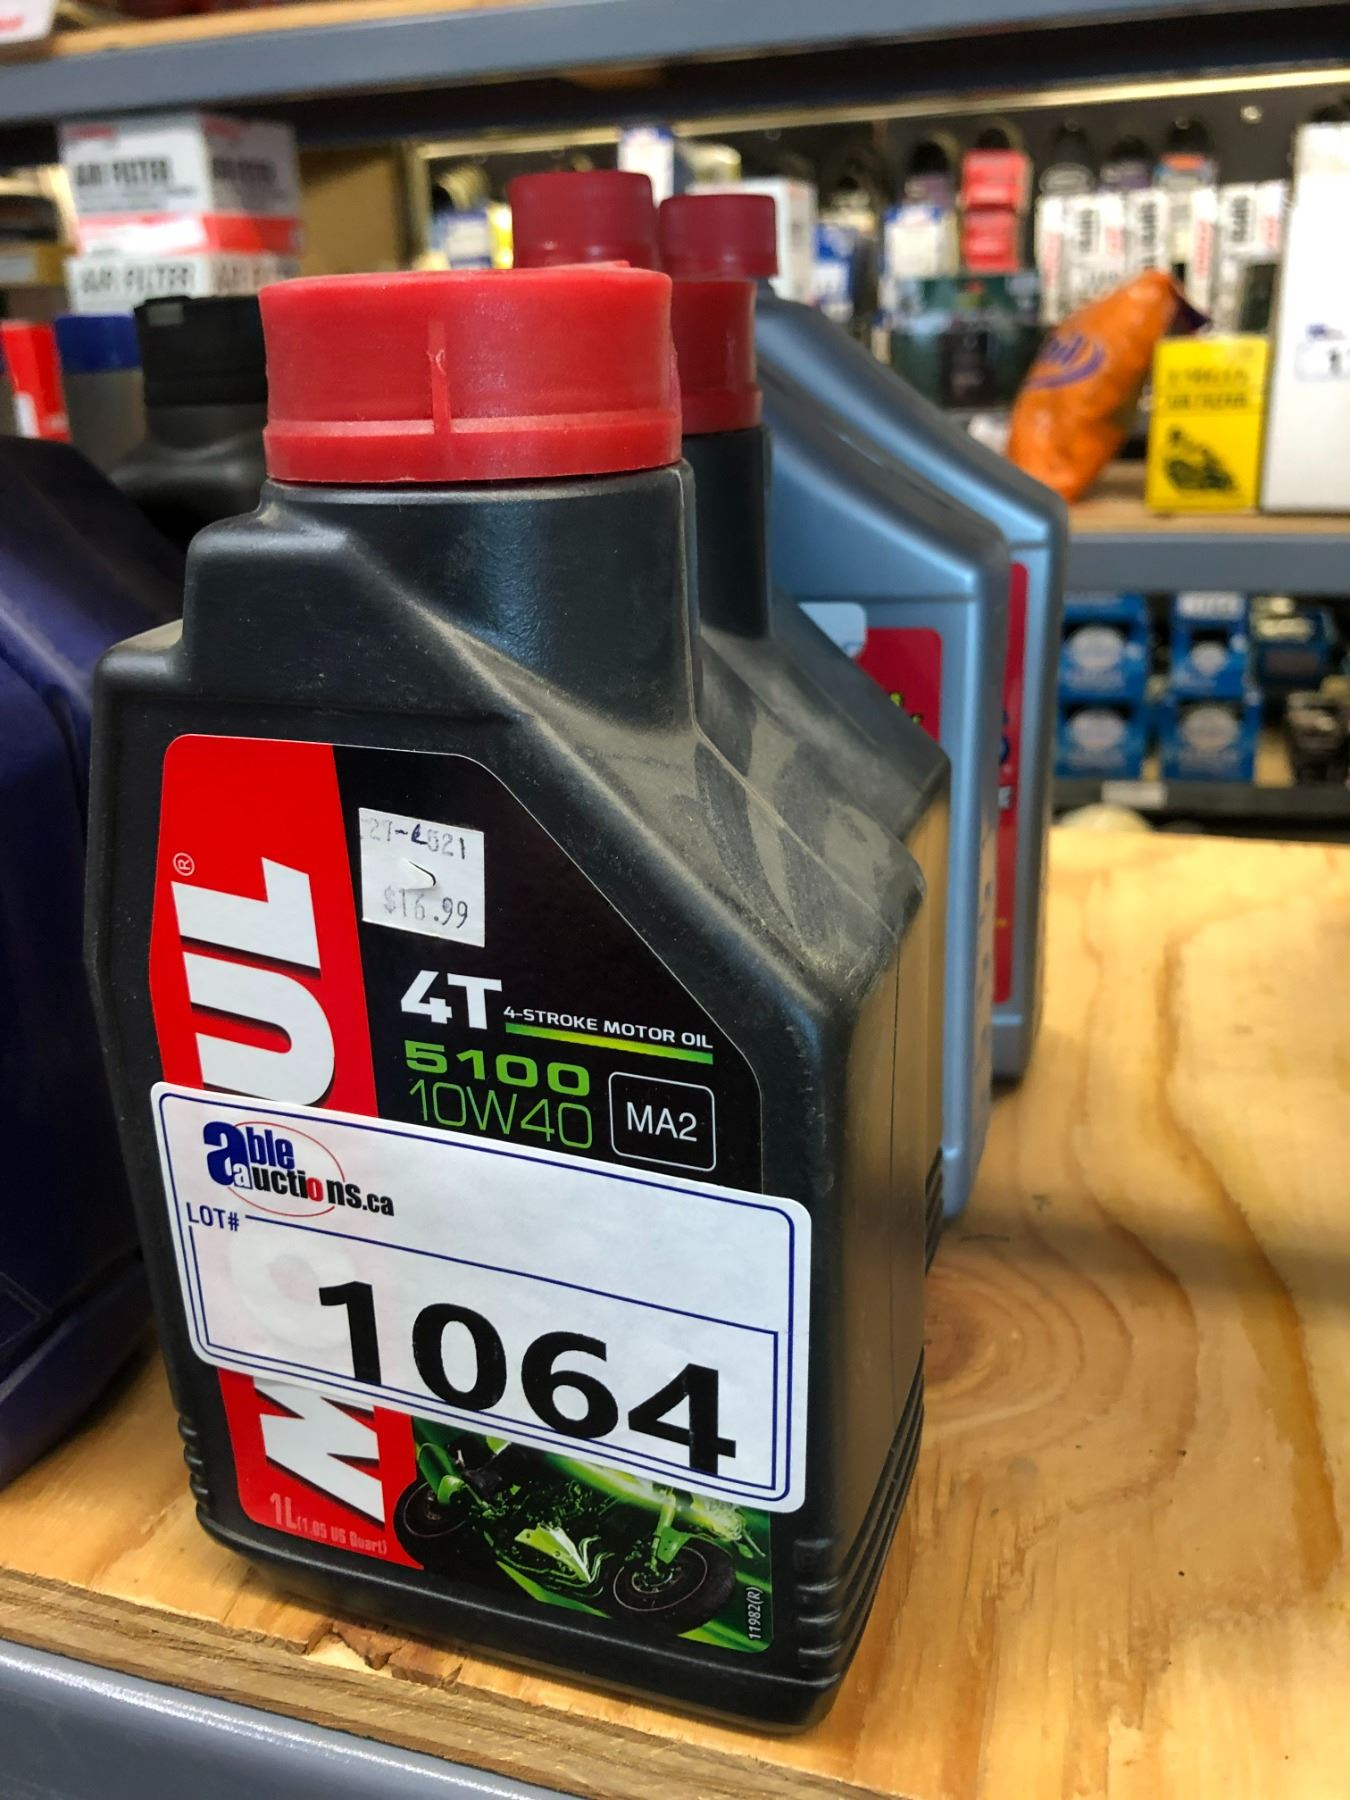 AIR FILTER
AIR FILTER
$16.99
4T 4-STROKE MOTOR OIL
5100
10W40
MA2
UL®
able
auctions.ca
LOT#
1064
M
1L(1.05 US Quart)
11982(R)